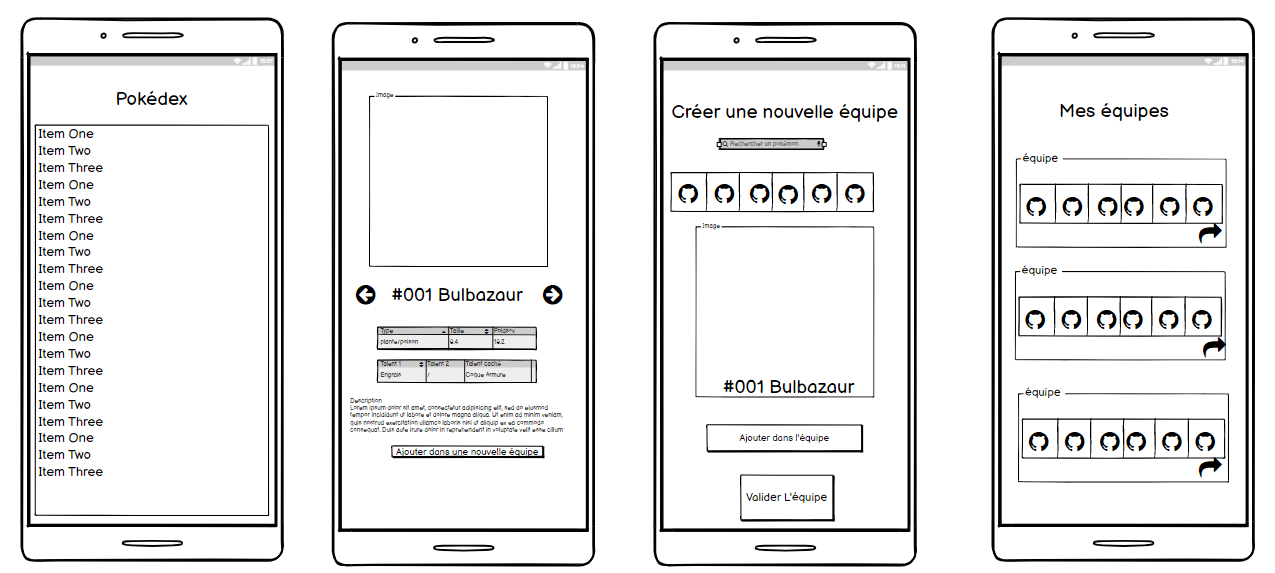 15:07
Pokédex
Item One
Item Two
Item Three
Item One
Item Two
Item Three
Item One
Item Two
Item Three
Item One
Item Two
Item Three
Item One
Item Two
Item Three
Item One
Item Two
Item Three
Item One
Item Two
Item Three
Image
#001 Bulbazaur
Type Taille
plante/poison 0.4 10.2
Talent 1 Talent 2 Talent caché
Engrais / Coque Armure
Description
Lorem ipsum dolor sit amet, consectetur adipisicing elit, sed do eiusmod
tempor incididunt ut labore et dolore magna aliqua. Ut enim ad minim veniam,
quis nostrud exercitation ullamco laboris nisi ut aliquip ex ea commodo
consequat. Duis aute irure dolor in reprehenderit in voluptate velit esse cillum
Ajouter dans une nouvelle équipe
Créer une nouvelle équipe
Rechercher un pokémon
Image
#001 Bulbazaur
Ajouter dans l'équipe
Valider L'équipe
16:14
Mes équipes
équipe
équipe
équipe